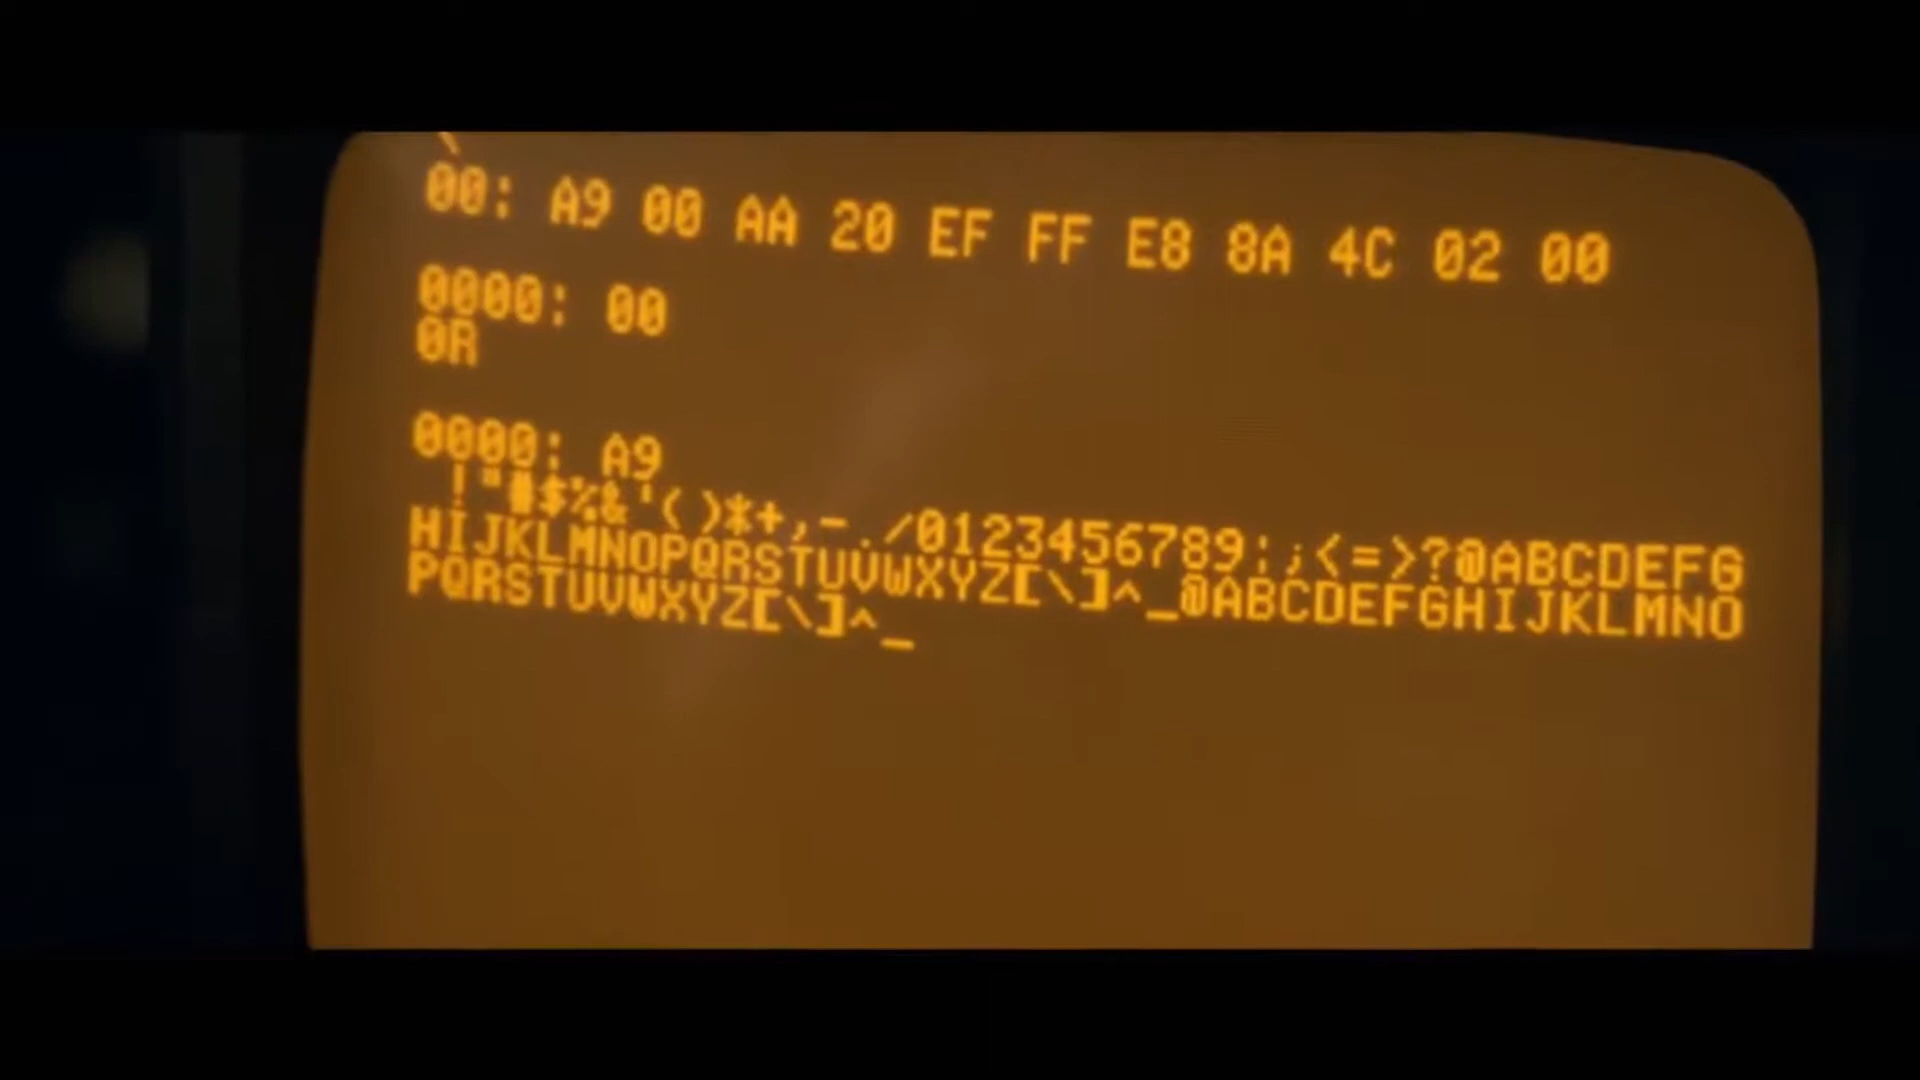 \
00: A9 00 AA 20 EF FF E8 8A 4C 02 00
0000: 00
0R
0000: A9
 !"#$%&'()*+,-./0123456789:;<=>?@ABCDEFG
HIJKLMNOPQRSTUVWXYZ[\]^_@ABCDEFGHIJKLMNO
PQRSTUVWXYZ[\]^_